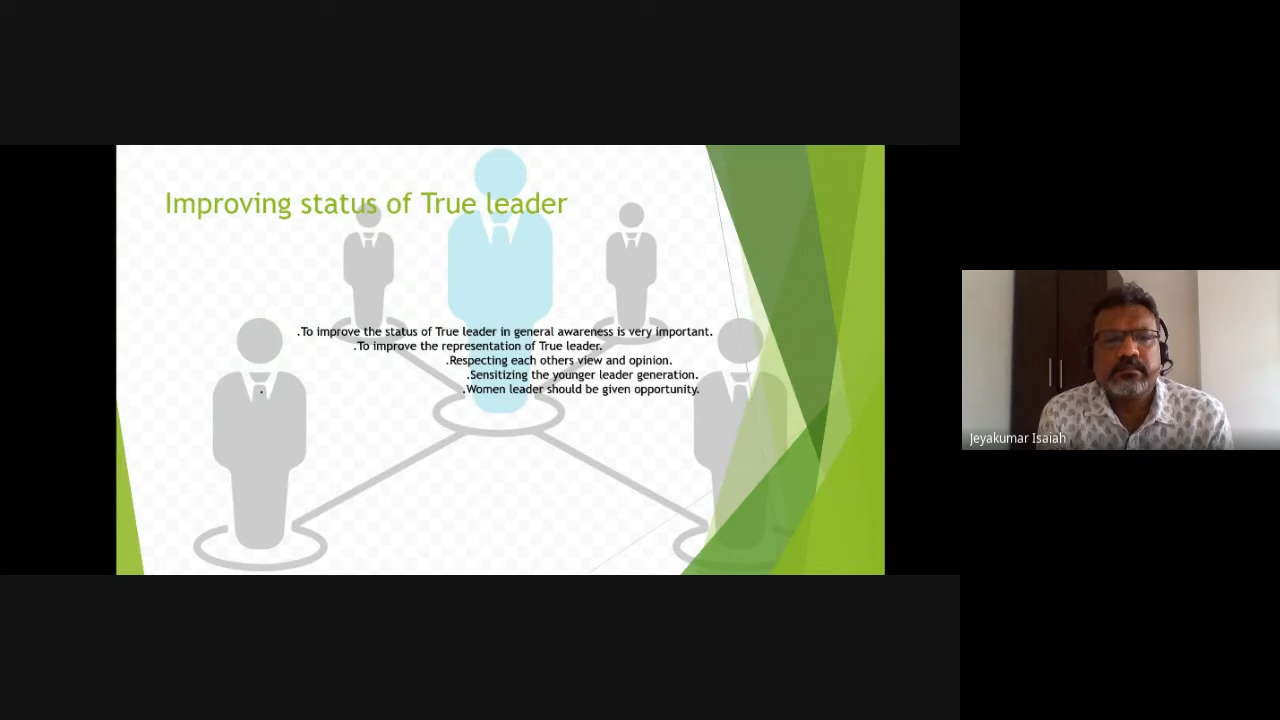 Improving status of True leader
.To improve the status of True leader in general awareness is very important.
.To improve the representation of True leader.
.Respecting each others view and opinion.
.Sensitizing the younger leader generation.
. .Women leader should be given opportunity.
Jeyakumar Isaiah